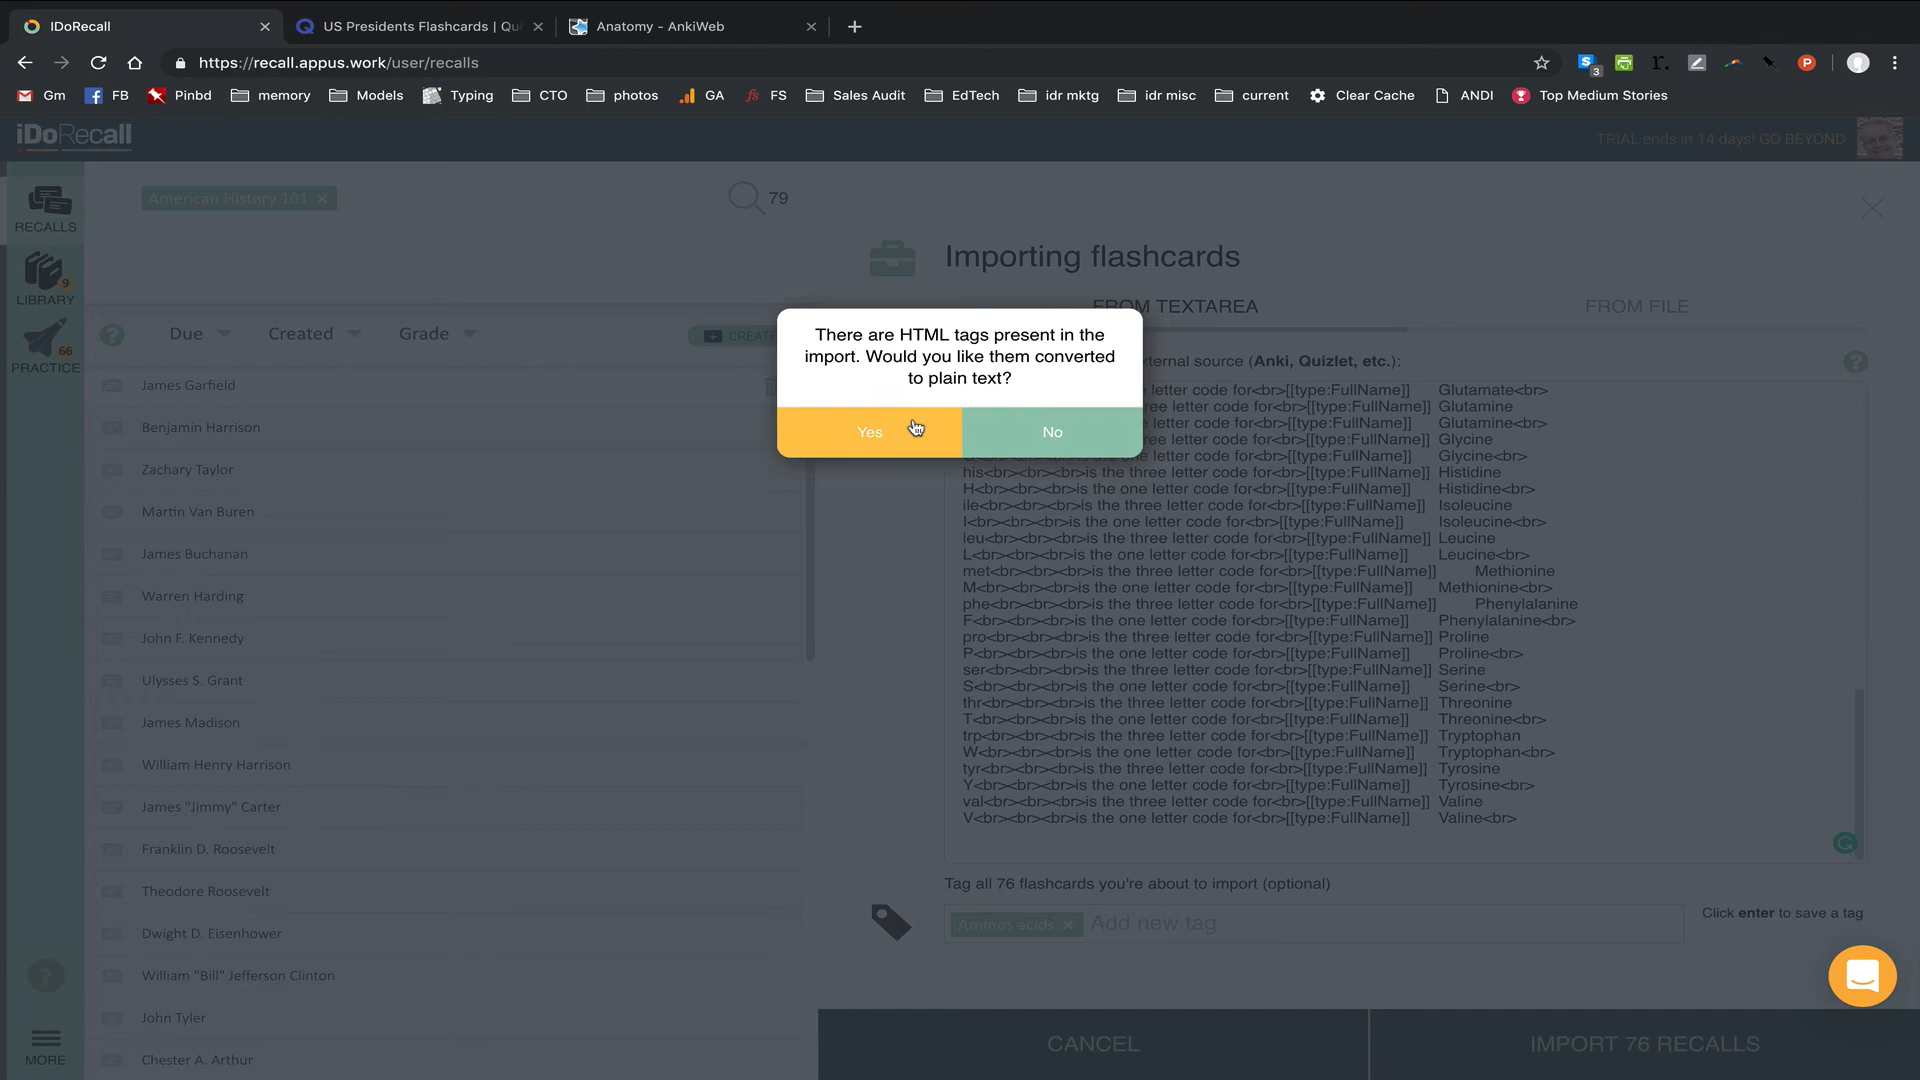 IDoRecall
US Presidents Flashcards | Qui
Anatomy - AnkiWeb
https://recall.appus.work/user/recalls
3
r.
P
Gm
FB
Pinbd
memory
Models
Typing
CTO
photos
GA
fs FS
Sales Audit
EdTech
idr mktg
idr misc
current
Clear Cache
ANDI
Top Medium Stories
iDoRecall
TRIAL ends in 14 days! GO BEYOND
RECALLS
LIBRARY
9
PRACTICE
66
MORE
?
American History 101
79
? Due Created Grade
CREATE
James Garfield
Benjamin Harrison
Zachary Taylor
Martin Van Buren
James Buchanan
Warren Harding
John F. Kennedy
Ulysses S. Grant
James Madison
William Henry Harrison
James "Jimmy" Carter
Franklin D. Roosevelt
Theodore Roosevelt
Dwight D. Eisenhower
William "Bill" Jefferson Clinton
John Tyler
Chester A. Arthur
Importing flashcards
FROM TEXTAREA
FROM FILE
There are HTML tags present in the
import. Would you like them converted
to plain text?
Yes
No
xternal source (Anki, Quizlet, etc.):
?
letter code for<br>[[type:FullName]] Glutamate<br>
ee letter code for<br>[[type:FullName]] Glutamine
letter code for<br>[[type:FullName]] Glutamine<br>
ee letter code for<br>[[type:FullName]] Glycine
letter code for<br>[[type:FullName]] Glycine<br>
his<br><br><br>is the three letter code for<br>[[type:FullName]] Histidine
H<br><br><br>is the one letter code for<br>[[type:FullName]] Histidine<br>
ile<br><br><br>is the three letter code for<br>[[type:FullName]] Isoleucine
I<br><br><br>is the one letter code for<br>[[type:FullName]] Isoleucine<br>
leu<br><br><br>is the three letter code for<br>[[type:FullName]] Leucine
L<br><br><br>is the one letter code for<br>[[type:FullName]] Leucine<br>
met<br><br><br>is the three letter code for<br>[[type:FullName]] Methionine
M<br><br><br>is the one letter code for<br>[[type:FullName]] Methionine<br>
phe<br><br><br>is the three letter code for<br>[[type:FullName]] Phenylalanine
F<br><br><br>is the one letter code for<br>[[type:FullName]] Phenylalanine<br>
pro<br><br><br>is the three letter code for<br>[[type:FullName]] Proline
P<br><br><br>is the one letter code for<br>[[type:FullName]] Proline<br>
ser<br><br><br>is the three letter code for<br>[[type:FullName]] Serine
S<br><br><br>is the one letter code for<br>[[type:FullName]] Serine<br>
thr<br><br><br>is the three letter code for<br>[[type:FullName]] Threonine
T<br><br><br>is the one letter code for<br>[[type:FullName]] Threonine<br>
trp<br><br><br>is the three letter code for<br>[[type:FullName]] Tryptophan
W<br><br><br>is the one letter code for<br>[[type:FullName]] Tryptophan<br>
tyr<br><br><br>is the three letter code for<br>[[type:FullName]] Tyrosine
Y<br><br><br>is the one letter code for<br>[[type:FullName]] Tyrosine<br>
val<br><br><br>is the three letter code for<br>[[type:FullName]] Valine
V<br><br><br>is the one letter code for<br>[[type:FullName]] Valine<br>
Tag all 76 flashcards you're about to import (optional)
Aminos acids
Add new tag
Click enter to save a tag
CANCEL
IMPORT 76 RECALLS